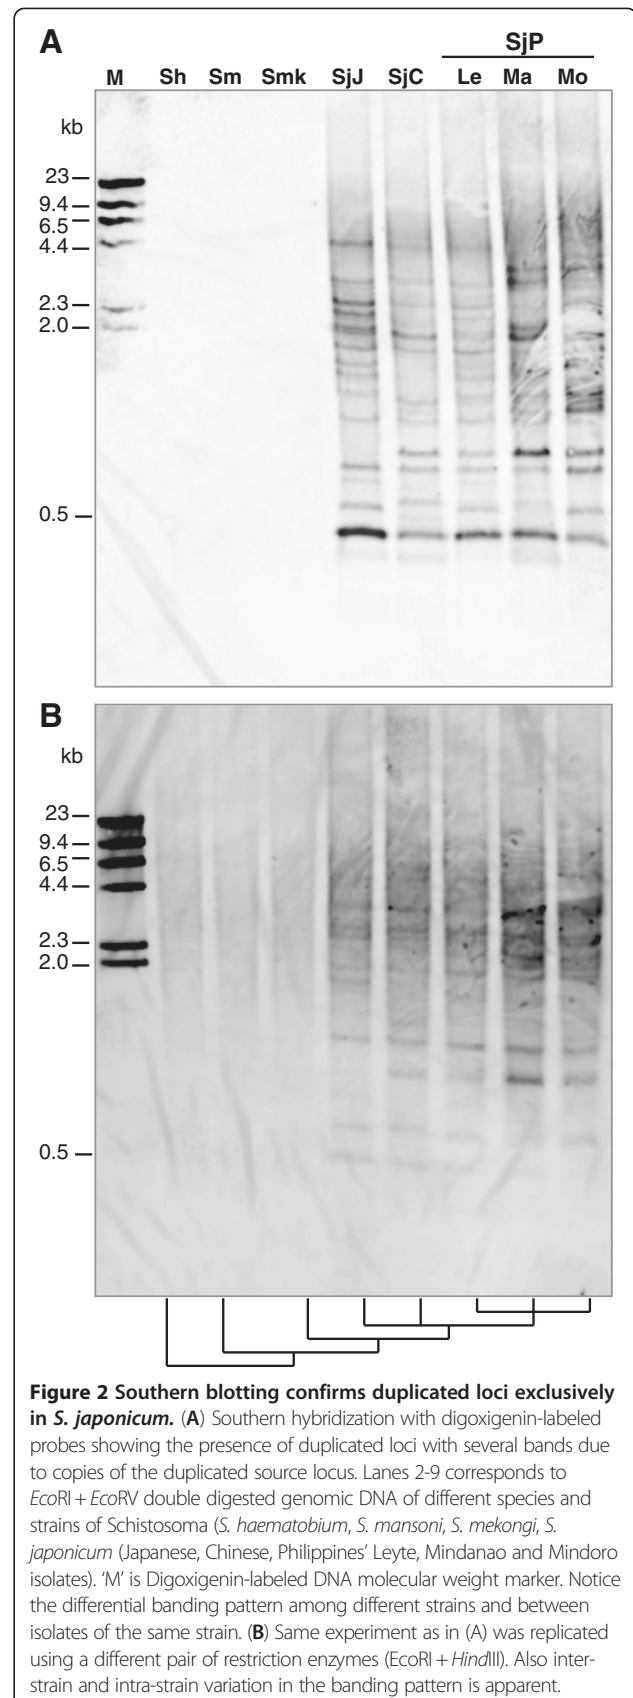 A
SjP
M Sh Sm Smk SjJ SjC Le Ma Mo
kb
23
9.4
6.5
4.4
2.3
2.0
0.5
B
kb
23
9.4
6.5
4.4
2.3
2.0
0.5
Figure 2 Southern blotting confirms duplicated loci exclusively
in S. japonicum. (A) Southern hybridization with digoxigenin-labeled
probes showing the presence of duplicated loci with several bands due
to copies of the duplicated source locus. Lanes 2-9 corresponds to
EcoRI + EcoRV double digested genomic DNA of different species and
strains of Schistosoma (S. haematobium, S. mansoni, S. mekongi, S.
japonicum (Japanese, Chinese, Philippines' Leyte, Mindanao and Mindoro
isolates). 'M' is Digoxigenin-labeled DNA molecular weight marker. Notice
the differential banding pattern among different strains and between
isolates of the same strain. (B) Same experiment as in (A) was replicated
using a different pair of restriction enzymes (EcoRI + HindIII). Also inter-
strain and intra-strain variation in the banding pattern is apparent.